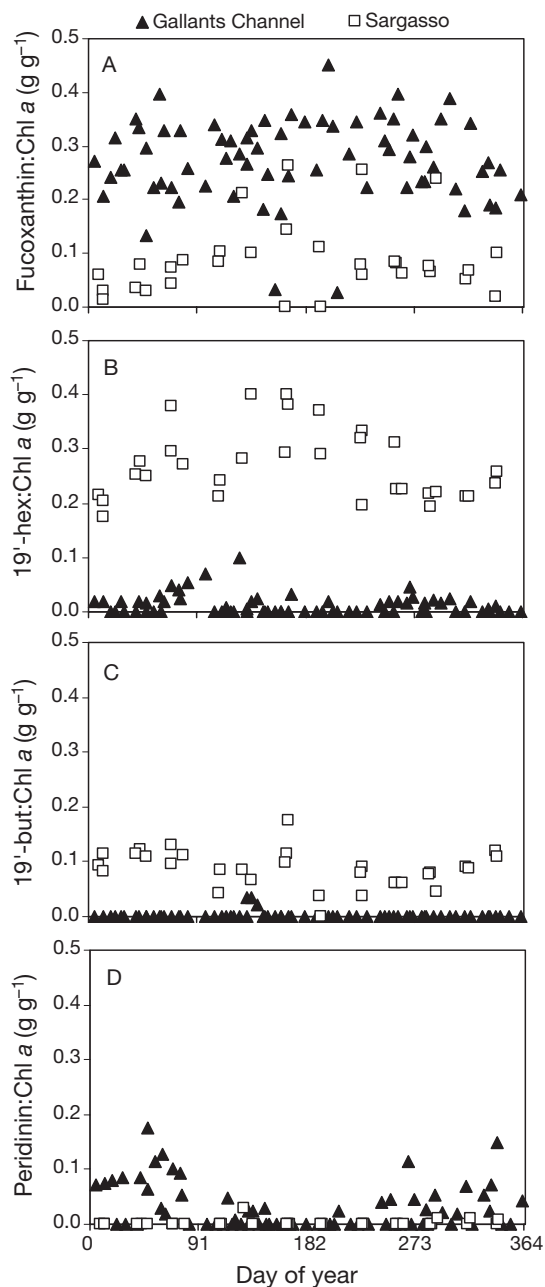 ▲ Gallants Channel □ Sargasso
A
Fucoxanthin:Chl a (g g⁻¹)
0.5
0.4
0.3
0.2
0.1
0.0
B
19'-hex:Chl a (g g⁻¹)
0.5
0.4
0.3
0.2
0.1
0.0
C
19'-but:Chl a (g g⁻¹)
0.5
0.4
0.3
0.2
0.1
0.0
D
Peridinin:Chl a (g g⁻¹)
0.5
0.4
0.3
0.2
0.1
0.0
0 91 182 273 364
Day of year